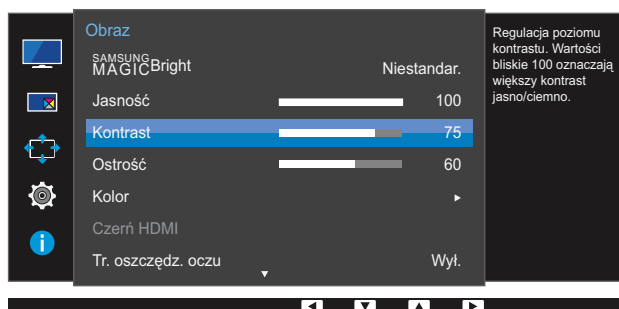 Obraz
SAMSUNG
MAGICBright Niestandar.
Jasność 100
Kontrast 75
Ostrość 60
Kolor
Czerń HDMI
Tr. oszczędz. oczu Wył.
Regulacja poziomu
kontrastu. Wartości
bliskie 100 oznaczają
większy kontrast
jasno/ciemno.